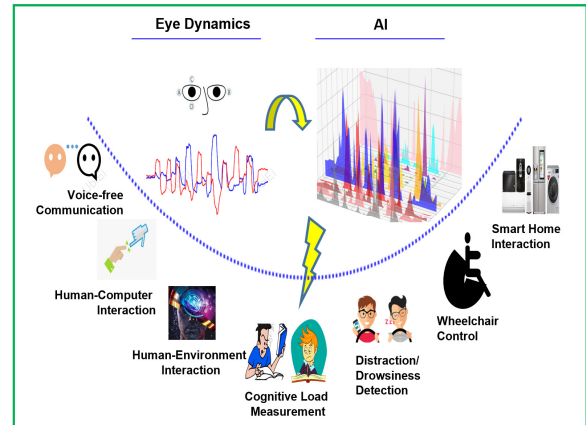 Eye Dynamics
AI
C
A
B
D
Voice-free
Communication
Human-Computer
Interaction
Human-Environment
Interaction
Cognitive Load
Measurement
Distraction/
Drowsiness
Detection
Wheelchair
Control
Smart Home
Interaction